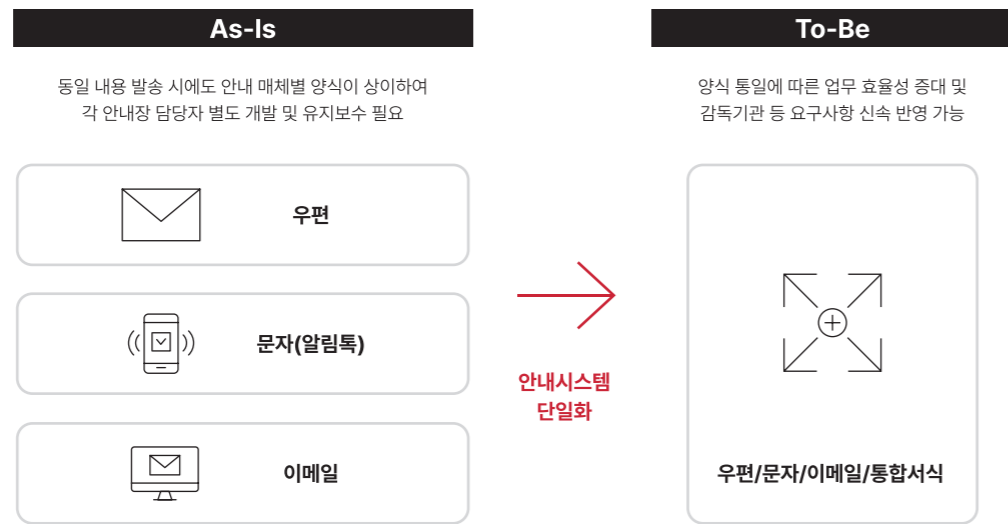 As-Is
동일 내용 발송 시에도 안내 매체별 양식이 상이하여
각 안내장 담당자 별도 개발 및 유지보수 필요
우편
문자(알림톡)
이메일
안내시스템
단일화
To-Be
양식 통일에 따른 업무 효율성 증대 및
감독기관 등 요구사항 신속 반영 가능
우편/문자/이메일/통합서식